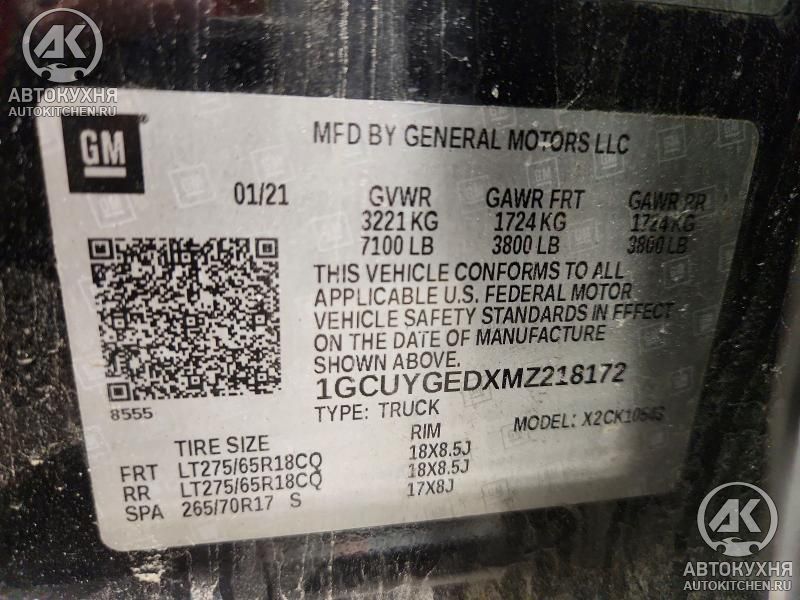 AK
АВТОКУХНЯ
AUTOKITCHEN.RU
GM
MFD BY GENERAL MOTORS LLC
01/21 GVWR GAWR FRT GAWR RR
3221 KG 1724 KG 1724 KG
7100 LB 3800 LB 3800 LB
THIS VEHICLE CONFORMS TO ALL
APPLICABLE U.S. FEDERAL MOTOR
VEHICLE SAFETY STANDARDS IN EFFECT
ON THE DATE OF MANUFACTURE
SHOWN ABOVE.
1GCUYGEDXMZ218172
8555
TYPE: TRUCK MODEL: X2CK10543
TIRE SIZE RIM
FRT LT275/65R18CQ 18X8.5J
RR LT275/65R18CQ 18X8.5J
SPA 265/70R17 S 17X8J
AK
АВТОКУХНЯ
AUTOKITCHEN.RU